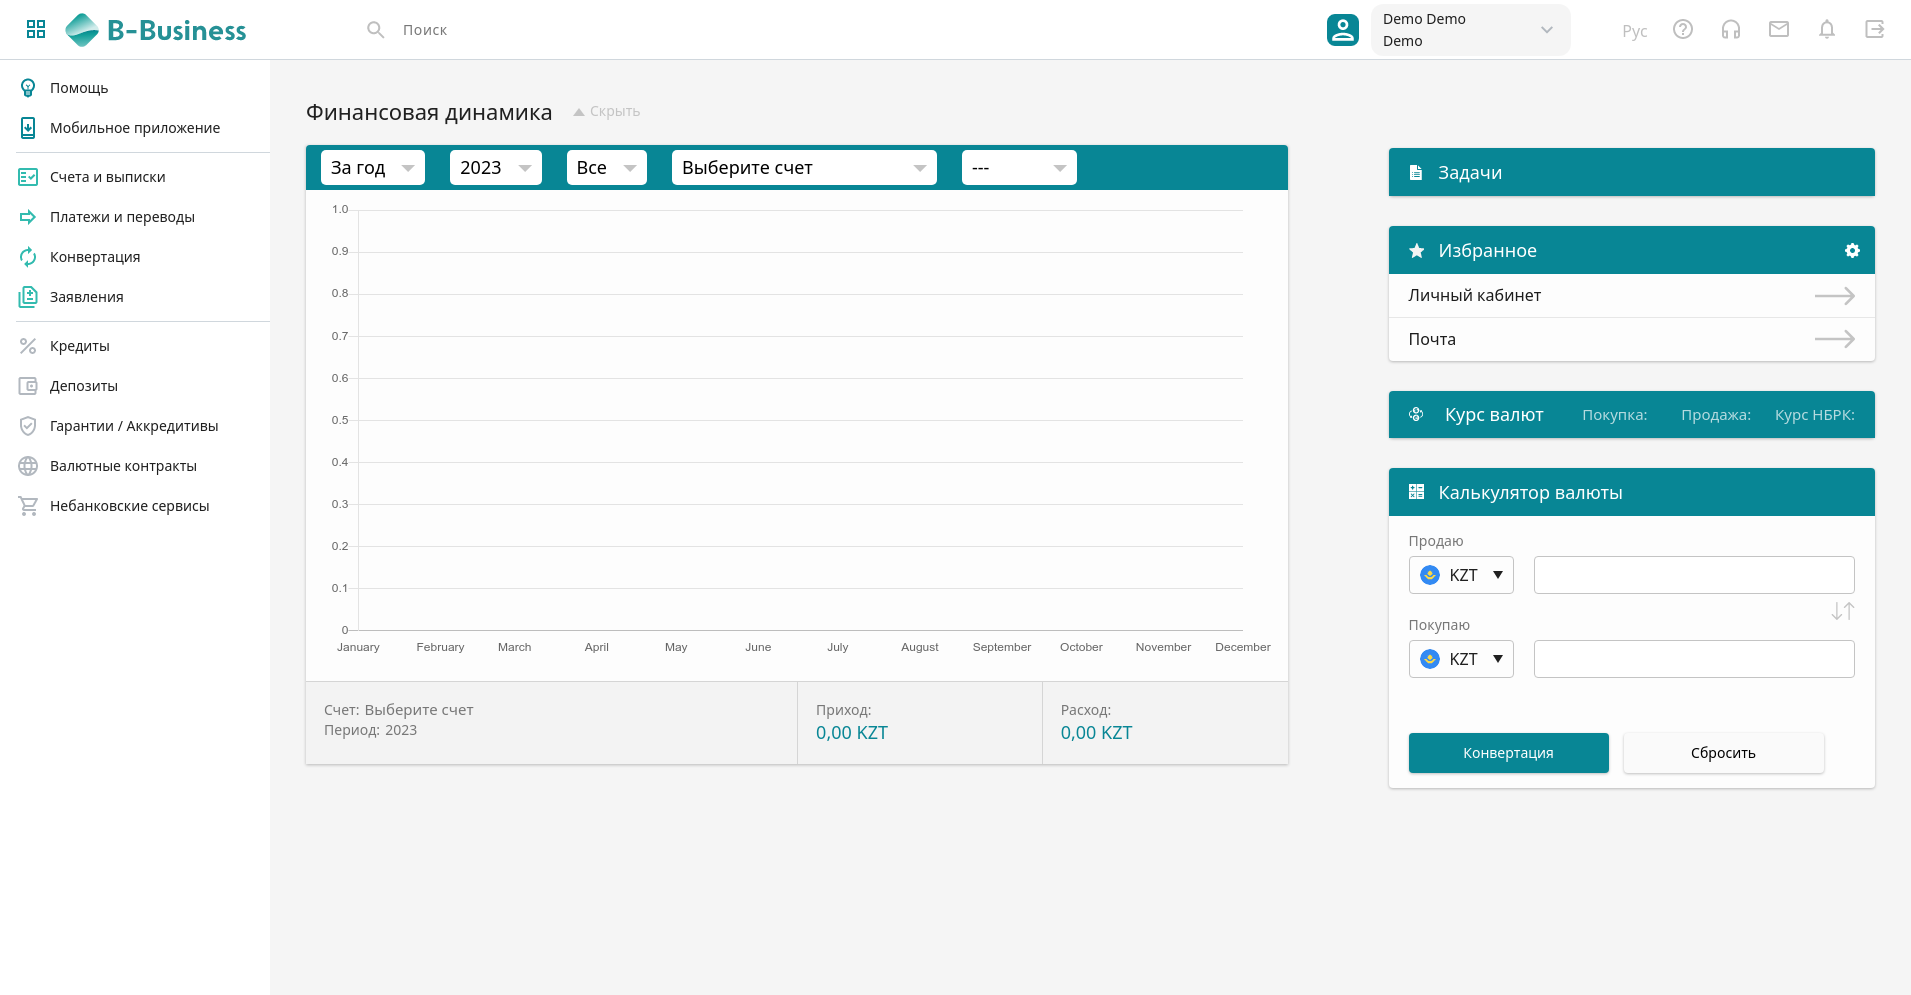 B-Business
Поиск
Demo Demo
Demo
Рус
Помощь
Мобильное приложение
Счета и выписки
Платежи и переводы
Конвертация
Заявления
Кредиты
Депозиты
Гарантии / Аккредитивы
Валютные контракты
Небанковские сервисы
Финансовая динамика
Скрыть
За год 2023 Все Выберите счет ---
1.0
0.9
0.8
0.7
0.6
0.5
0.4
0.3
0.2
0.1
0
January February March April May June July August September October November December
Счет: Выберите счет
Период: 2023
Приход:
0,00 KZT
Расход:
0,00 KZT
Задачи
Избранное
Личный кабинет
Почта
Курс валют Покупка: Продажа: Курс НБРК:
Калькулятор валюты
Продаю
KZT
Покупаю
KZT
Конвертация Сбросить